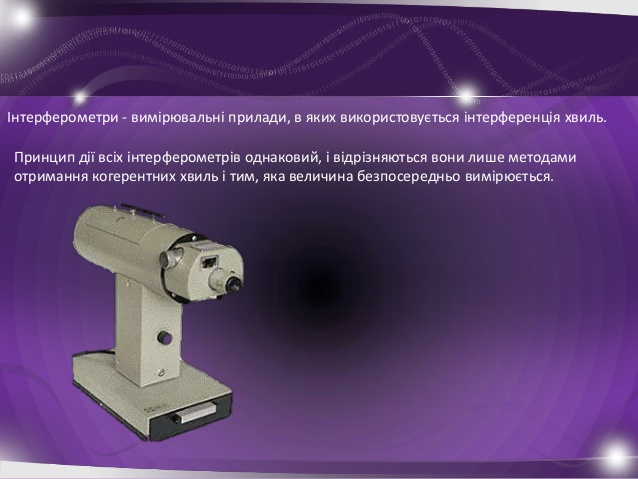 Інтерферометри - вимірювальні прилади, в яких використовується інтерференція хвиль.
Принцип дії всіх інтерферометрів однаковий, і відрізняються вони лише методами
отримання когерентних хвиль і тим, яка величина безпосередньо вимірюється.